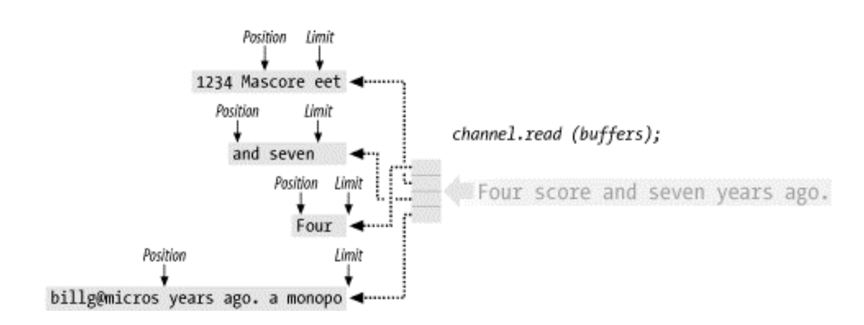 Position Limit
1234 Mascore eet
Position Limit
and seven
channel.read (buffers);
Position Limit
Four score and seven years ago.
Four
Position Limit
billg@micros years ago. a monopo